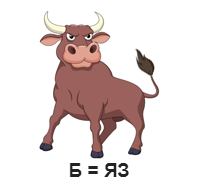 Б = ЯЗ